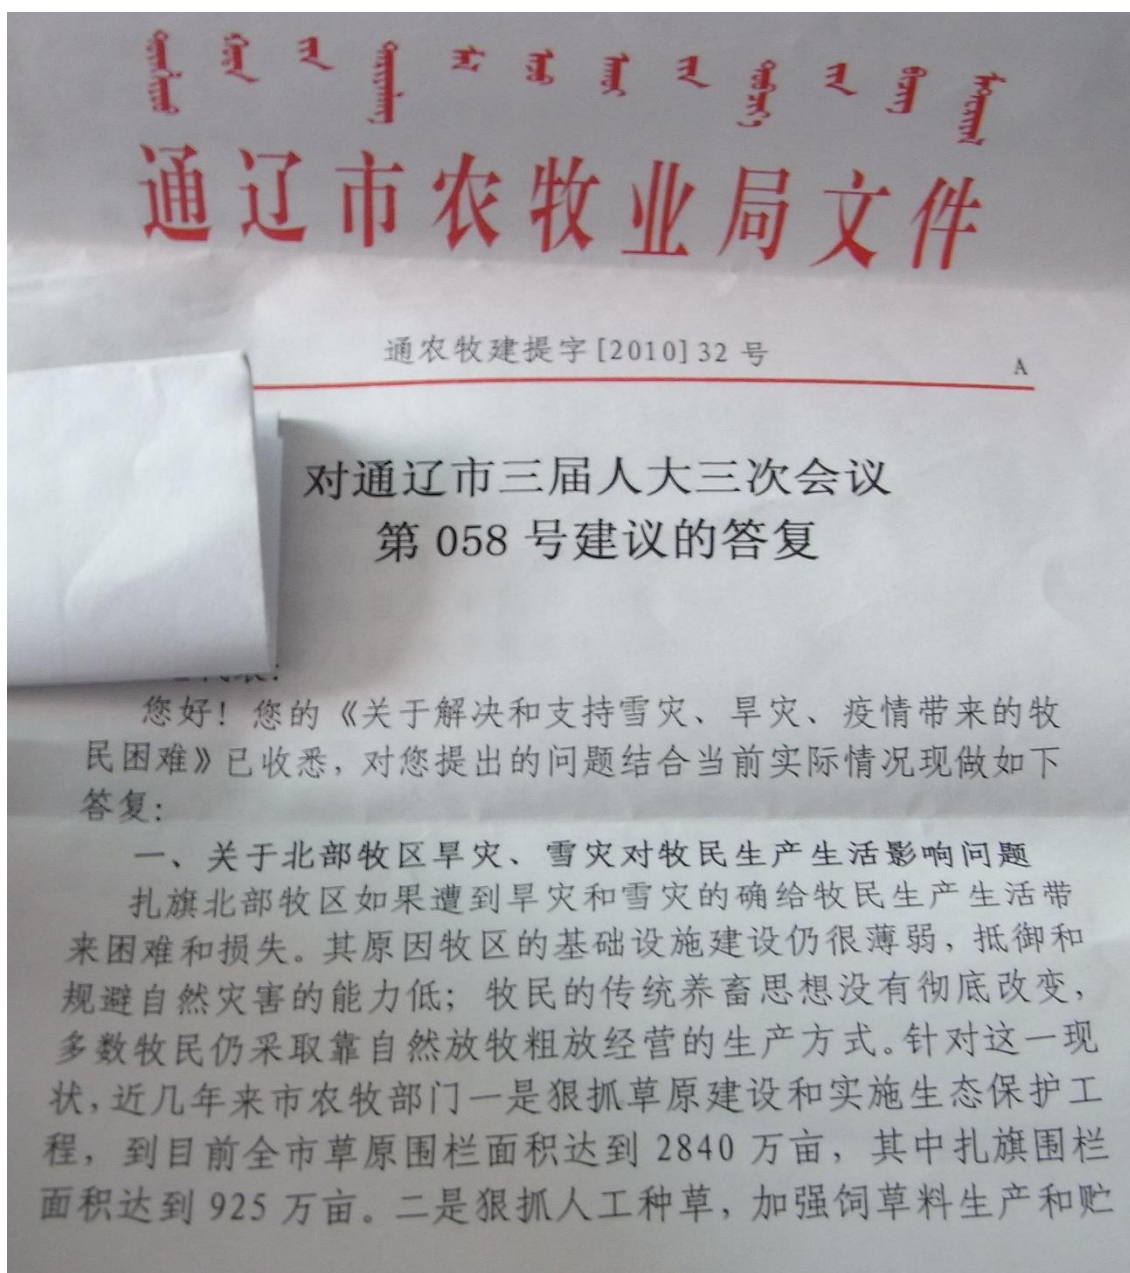 通辽市农牧业局文件
通农牧建提字[2010]32 号
A
对通辽市三届人大三次会议
第 058 号建议的答复
代表：
您好！您的《关于解决和支持雪灾、旱灾、疫情带来的牧
民困难》已收悉，对您提出的问题结合当前实际情况现做如下
答复：
一、关于北部牧区旱灾、雪灾对牧民生产生活影响问题
扎旗北部牧区如果遭到旱灾和雪灾的确给牧民生产生活带
来困难和损失。其原因牧区的基础设施建设仍很薄弱，抵御和
规避自然灾害的能力低；牧民的传统养畜思想没有彻底改变，
多数牧民仍采取靠自然放牧粗放经营的生产方式。针对这一现
状，近几年来市农牧部门一是狠抓草原建设和实施生态保护工
程，到目前全市草原围栏面积达到 2840 万亩，其中扎旗围栏
面积达到 925 万亩。二是狠抓人工种草，加强饲草料生产和贮